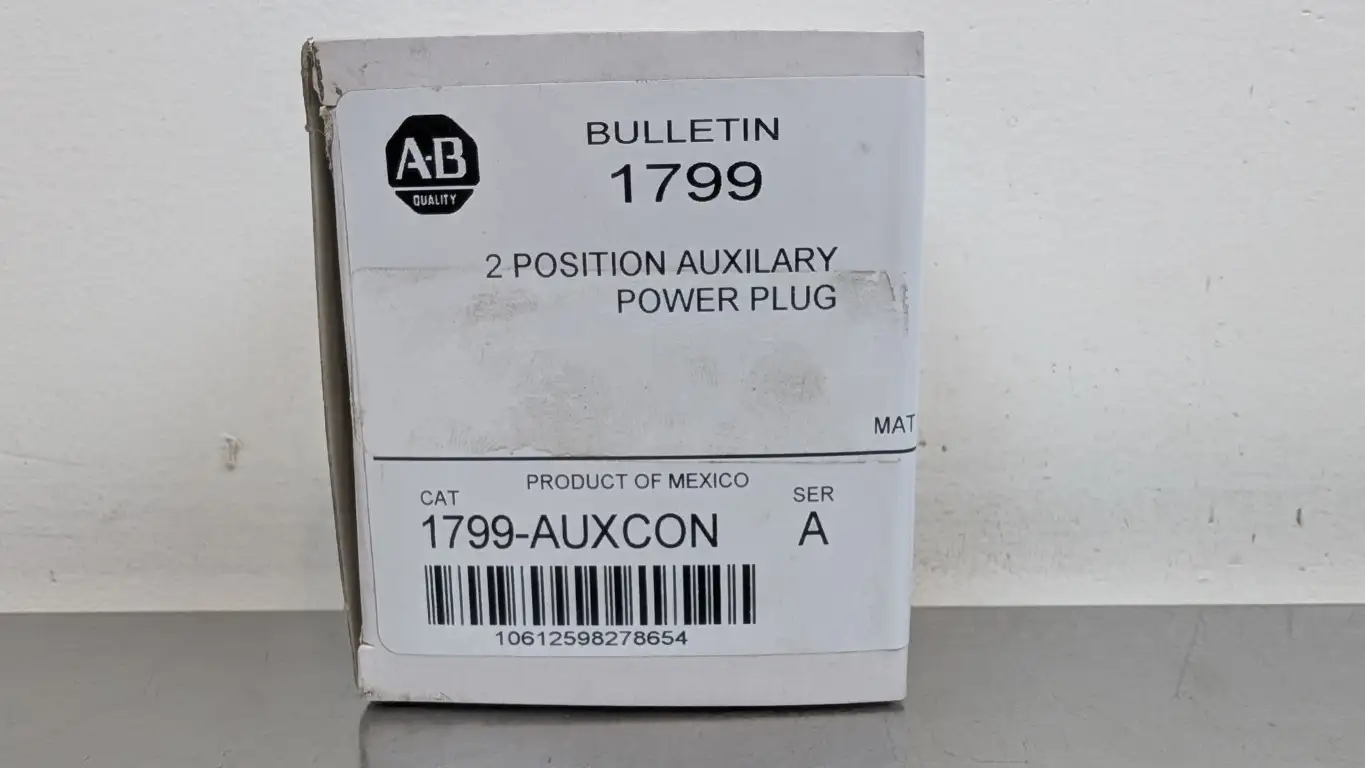 A-B
QUALITY
BULLETIN
1799
2 POSITION AUXILARY
POWER PLUG
MAT
PRODUCT OF MEXICO
CAT
SER
1799-AUXCON
A
10612598278654